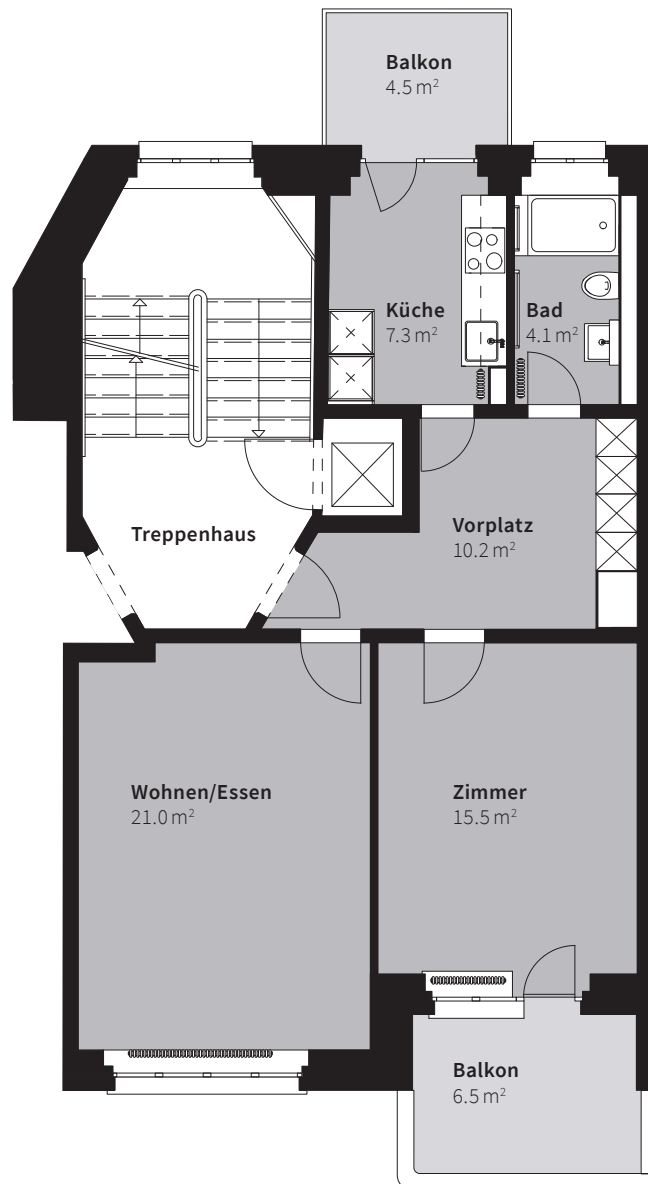 Balkon
4.5 m²
Küche
7.3 m²
Bad
4.1 m²
Treppenhaus
Vorplatz
10.2 m²
Wohnen/Essen
21.0 m²
Zimmer
15.5 m²
Balkon
6.5 m²